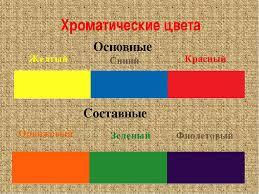 Хроматические цвета
Основные
Желтый Синий Красный
Составные
Оранжевый Зеленый Фиолетовый